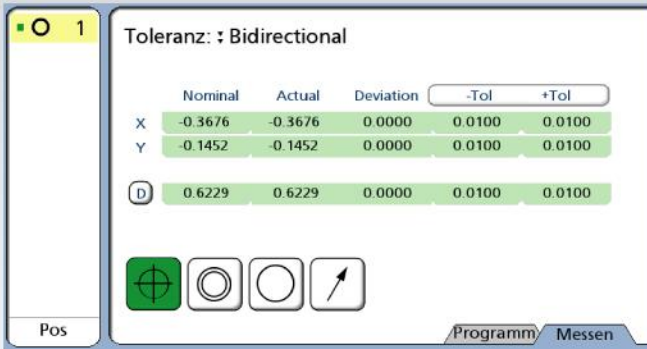 1
Toleranz: Bidirectional
Nominal Actual Deviation -Tol +Tol
X -0.3676 -0.3676 0.0000 0.0100 0.0100
Y -0.1452 -0.1452 0.0000 0.0100 0.0100
D 0.6229 0.6229 0.0000 0.0100 0.0100
Pos
Programm Messen